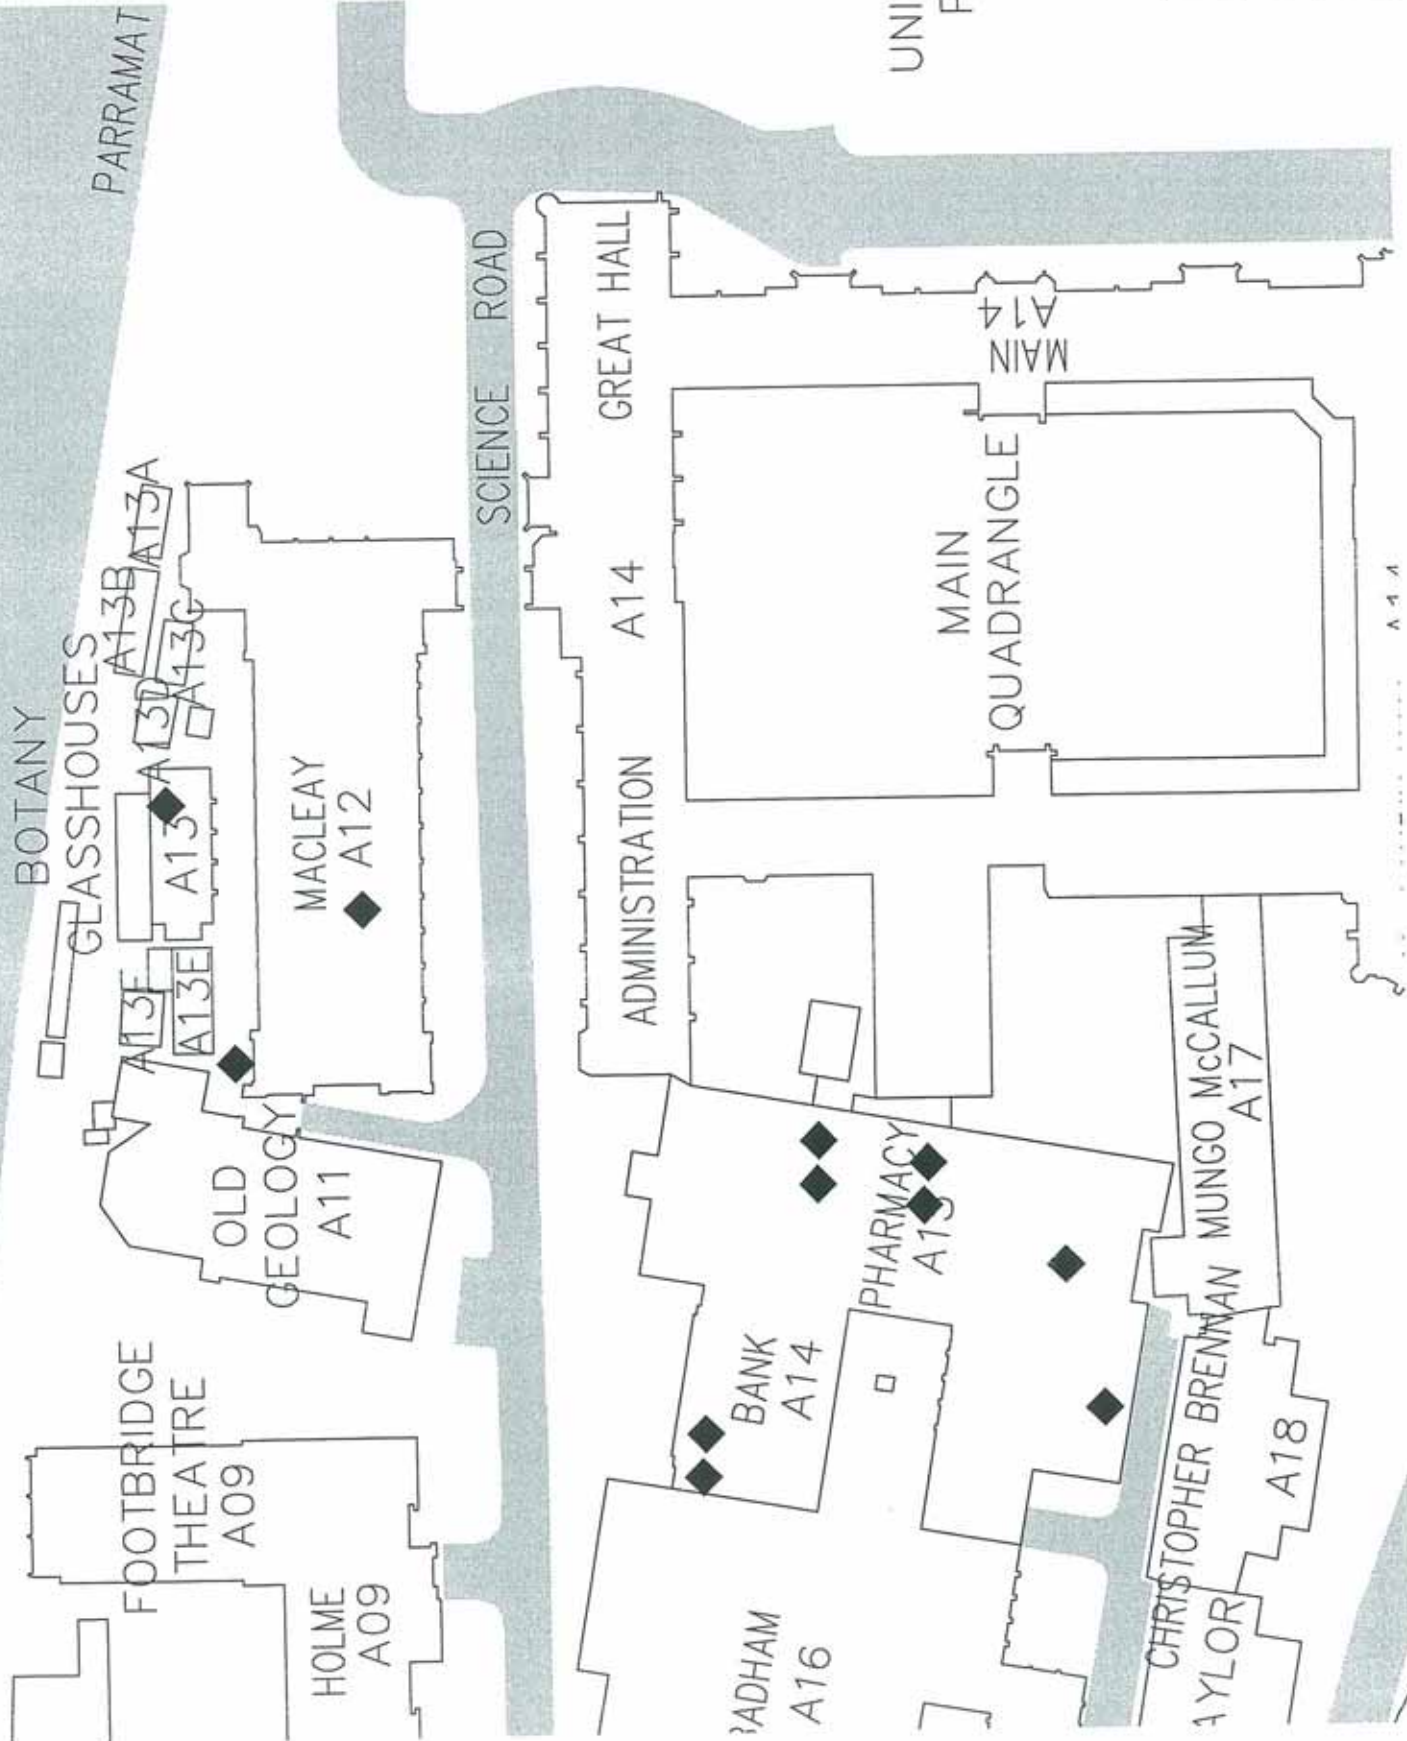 PARRAMAT
UNI
SCIENCE ROAD
GREAT HALL
A14
ADMINISTRATION
MAIN
A14
MAIN
QUADRANGLE
BOTANY
GLASSHOUSES
A13A
A13B
A13C
A13D
A13
A13E
A13F
MACLEAY
A12
OLD
GEOLOGY
A11
FOOTBRIDGE
THEATRE
A09
HOLME
A09
BANK
A14
PHARMACY
A15
MUNGO McCALLUM
A17
CHRISTOPHER BRENNAN
A18
ADHAM
A16
AYLOR